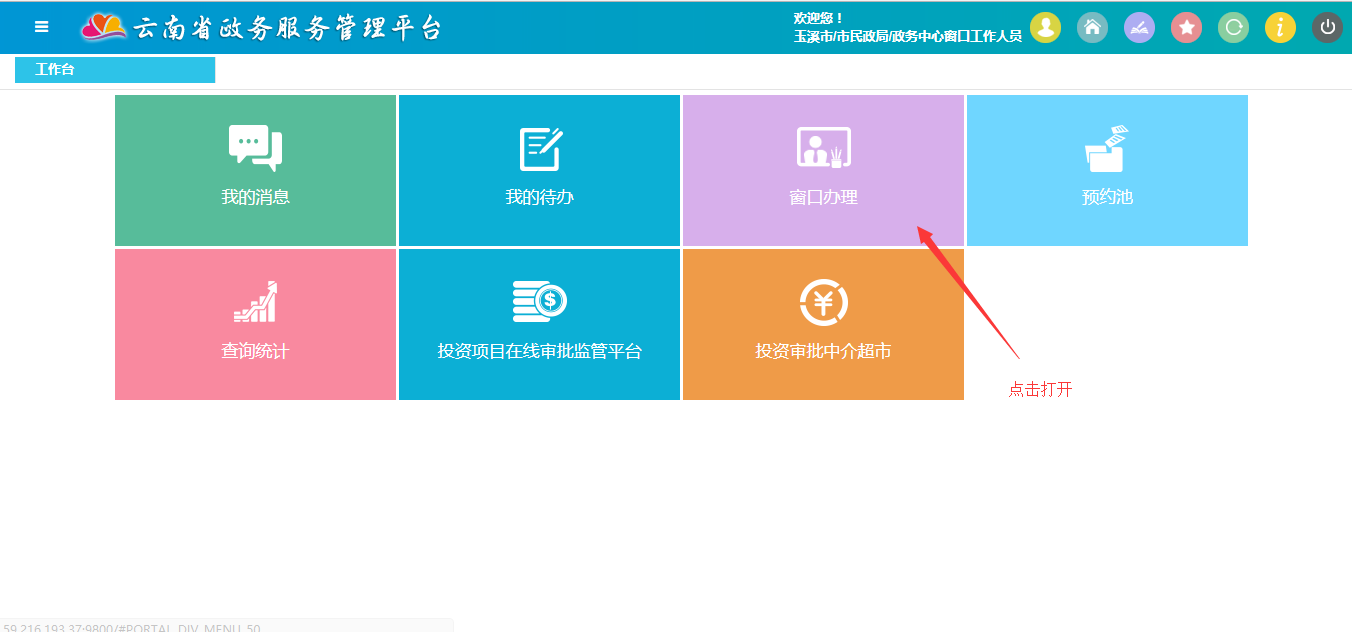 云南省政务服务管理平台
欢迎您！
玉溪市/市民政局/政务中心窗口工作人员
工作台
我的消息
我的待办
窗口办理
预约池
查询统计
投资项目在线审批监管平台
投资审批中介超市
点击打开
59.216.193.37:9800/#PORTAL_DIV_MENU_50